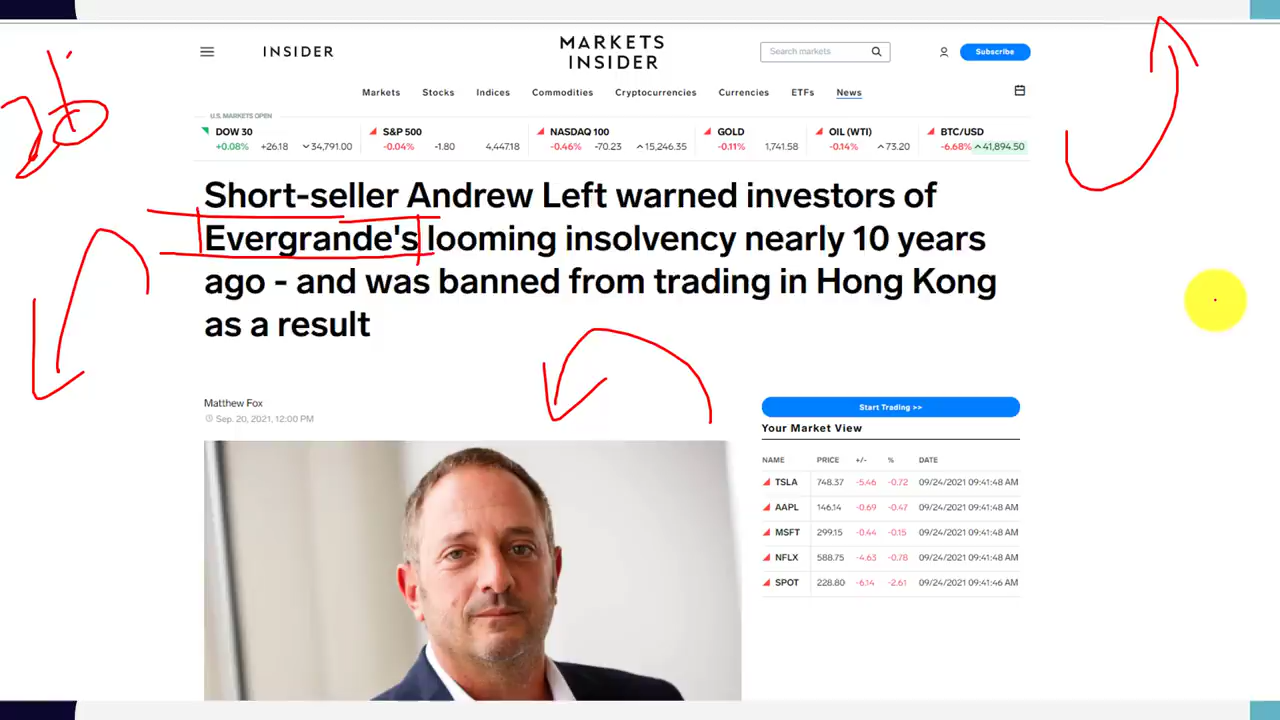 INSIDER
MARKETS
INSIDER
Search markets
Subscribe
Markets Stocks Indices Commodities Cryptocurrencies Currencies ETFs News
U.S. MARKETS OPEN
DOW 30 S&P 500 NASDAQ 100 GOLD OIL (WTI) BTC/USD
+0.08% +26.18 34,791.00 -0.04% -1.80 4,447.18 -0.46% -70.23 15,246.35 -0.11% 1,741.58 -0.14% 73.20 -6.68% 41,894.50
Short-seller Andrew Left warned investors of
Evergrande's looming insolvency nearly 10 years
ago - and was banned from trading in Hong Kong
as a result
Matthew Fox
Sep. 20, 2021, 12:00 PM
Start Trading >>
Your Market View
NAME PRICE +/- % DATE
TSLA 748.37 -5.46 -0.72 09/24/2021 09:41:48 AM
AAPL 146.14 -0.69 -0.47 09/24/2021 09:41:48 AM
MSFT 299.15 -0.44 -0.15 09/24/2021 09:41:48 AM
NFLX 588.75 -4.63 -0.78 09/24/2021 09:41:48 AM
SPOT 228.80 -6.14 -2.61 09/24/2021 09:41:46 AM